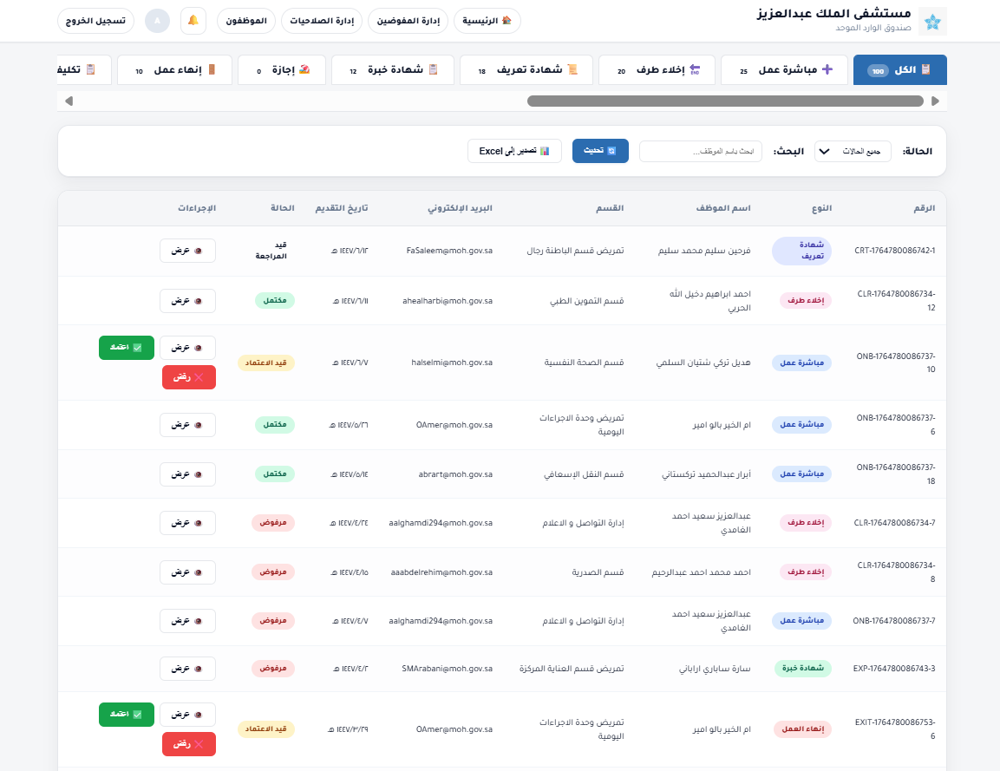 مستشفى الملك عبدالعزيز
صندوق الوارد الموحد
الرئيسية
إدارة المفوضين
إدارة الصلاحيات
الموظفون
A
تسجيل الخروج
الكل 100
مباشرة عمل 25
إخلاء طرف 20
شهادة تعريف 18
شهادة خبرة 12
إجازة 0
إنهاء عمل 10
تكليف
الحالة:
جميع الحالات
البحث:
ابحث باسم الموظف...
تحديث
تصدير إلى Excel
الرقم النوع اسم الموظف القسم البريد الإلكتروني تاريخ التقديم الحالة الإجراءات
CRT-1764780086742-1 شهادة تعريف فرحين سليم محمد سليم تمريض قسم الباطنة رجال FaSaleem@moh.gov.sa ١٤٤٧/٦/١٢ هـ قيد المراجعة عرض
CLR-1764780086734-12 إخلاء طرف احمد ابراهيم دخيل الله الحربي قسم التموين الطبي ahealharbi@moh.gov.sa ١٤٤٧/٦/١١ هـ مكتمل عرض
ONB-1764780086737-10 مباشرة عمل هديل تركي شتيان السلمي قسم الصحة النفسية halselmi@moh.gov.sa ١٤٤٧/٦/٧ هـ قيد الاعتماد عرض اعتماد رفض
ONB-1764780086737-6 مباشرة عمل ام الخير بالو امير تمريض وحدة الاجراءات اليومية OAmer@moh.gov.sa ١٤٤٧/٥/٢٦ هـ مكتمل عرض
ONB-1764780086737-18 مباشرة عمل أبرار عبدالحميد تركستاني قسم النقل الإسعافي abrart@moh.gov.sa ١٤٤٧/٥/١٤ هـ مكتمل عرض
CLR-1764780086734-7 إخلاء طرف عبدالعزيز سعيد احمد الغامدي إدارة التواصل و الاعلام aalghamdi294@moh.gov.sa ١٤٤٧/٤/٢٤ هـ مرفوض عرض
CLR-1764780086734-8 إخلاء طرف احمد محمد احمد عبدالرحيم قسم الصدرية aaabdelrehim@moh.gov.sa ١٤٤٧/٤/١٥ هـ مرفوض عرض
ONB-1764780086737-7 مباشرة عمل عبدالعزيز سعيد احمد الغامدي إدارة التواصل و الاعلام aalghamdi294@moh.gov.sa ١٤٤٧/٤/٧ هـ مرفوض عرض
EXP-1764780086743-3 شهادة خبرة سارة ساباري اراباني تمريض قسم العناية المركزة SMArabani@moh.gov.sa ١٤٤٧/٤/٢ هـ مرفوض عرض
EXIT-1764780086753-6 إنهاء العمل ام الخير بالو امير تمريض وحدة الاجراءات اليومية OAmer@moh.gov.sa ١٤٤٧/٣/٢٩ هـ قيد الاعتماد عرض اعتماد رفض